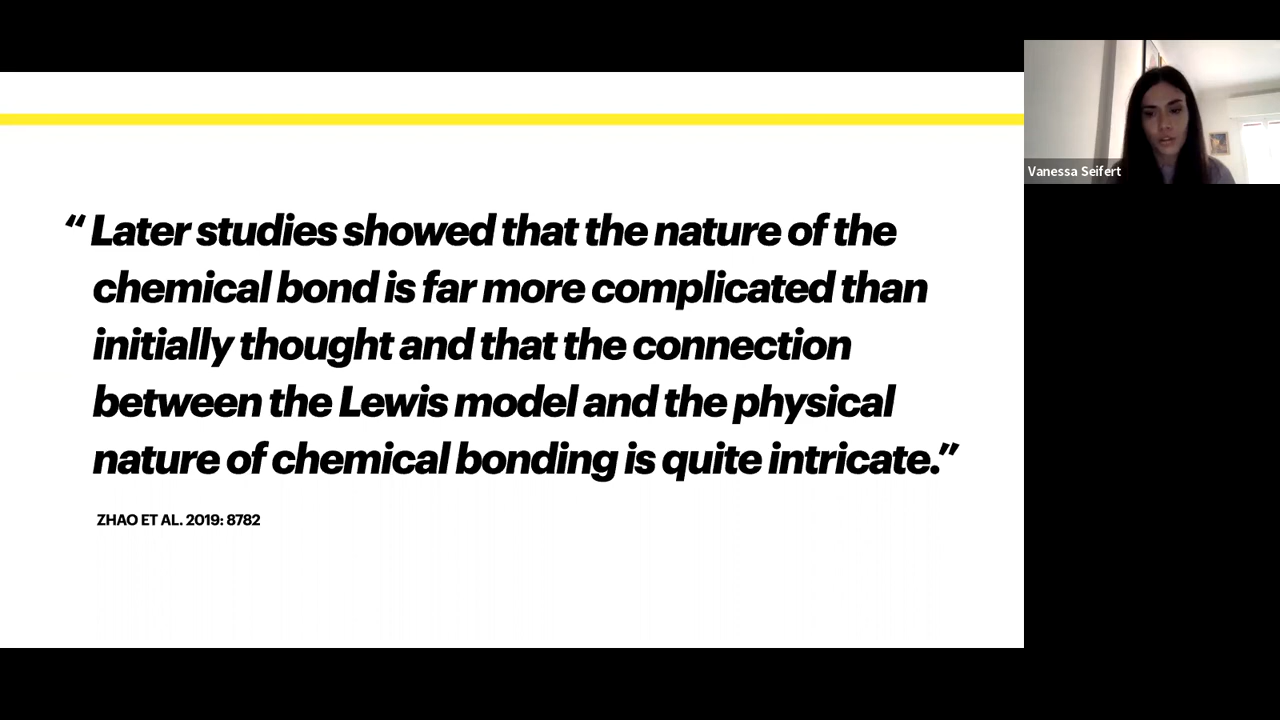 “ Later studies showed that the nature of the
chemical bond is far more complicated than
initially thought and that the connection
between the Lewis model and the physical
nature of chemical bonding is quite intricate.”
ZHAO ET AL. 2019: 8782
Vanessa Seifert